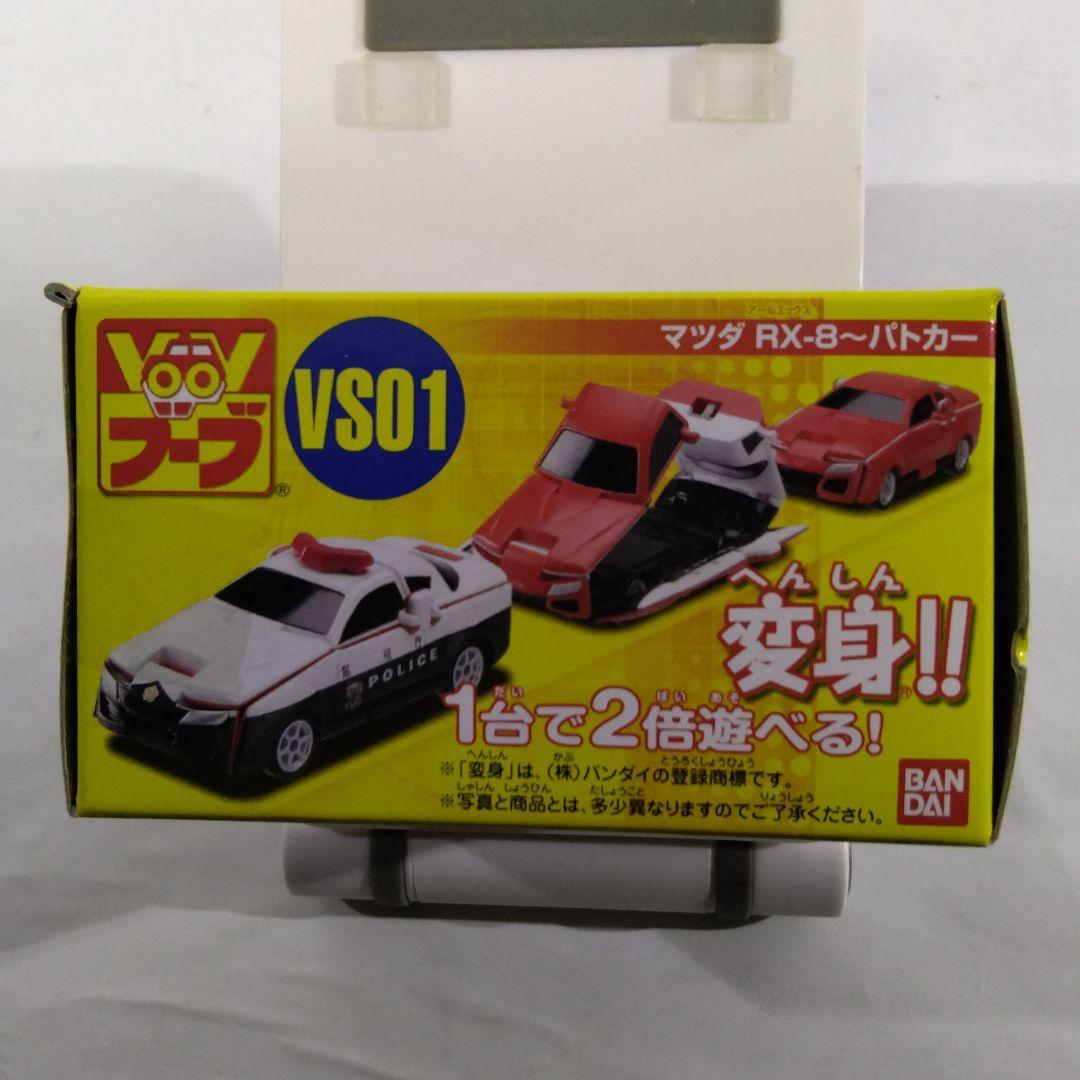 VooV
ブーブ
®
VS01
アールエックス
マツダ RX-8～パトカー
警視庁
POLICE
へんしん
変身®!!
だい ばい あそ
1台で2倍遊べる!
へんしん かぶ とうろくしょうひょう
※「変身」は、(株)バンダイの登録商標です。
しゃしん しょうひん たしょうこと りょうしょう
※写真と商品とは、多少異なりますのでご了承ください。
BAN
DAI